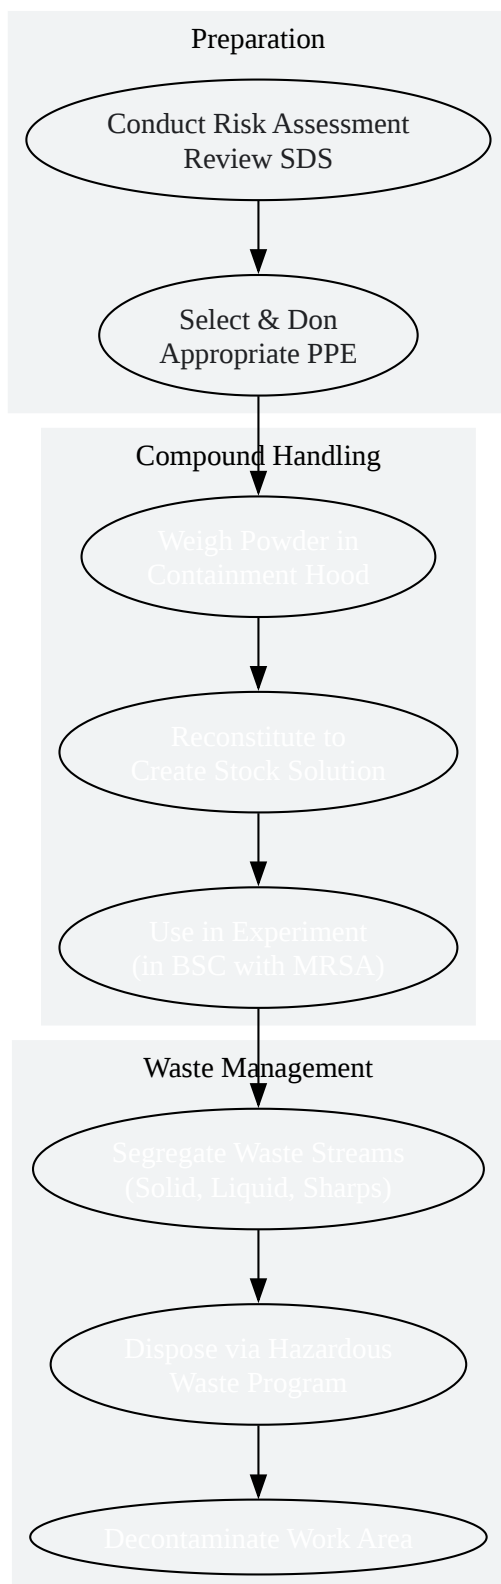 Preparation
Conduct Risk Assessment
Review SDS
Select & Don
Appropriate PPE
Compound Handling
Weigh Powder in
Containment Hood
Reconstitute to
Create Stock Solution
Use in Experiment
(in BSC with MRSA)
Waste Management
Segregate Waste Streams
(Solid, Liquid, Sharps)
Dispose via Hazardous
Waste Program
Decontaminate Work Area